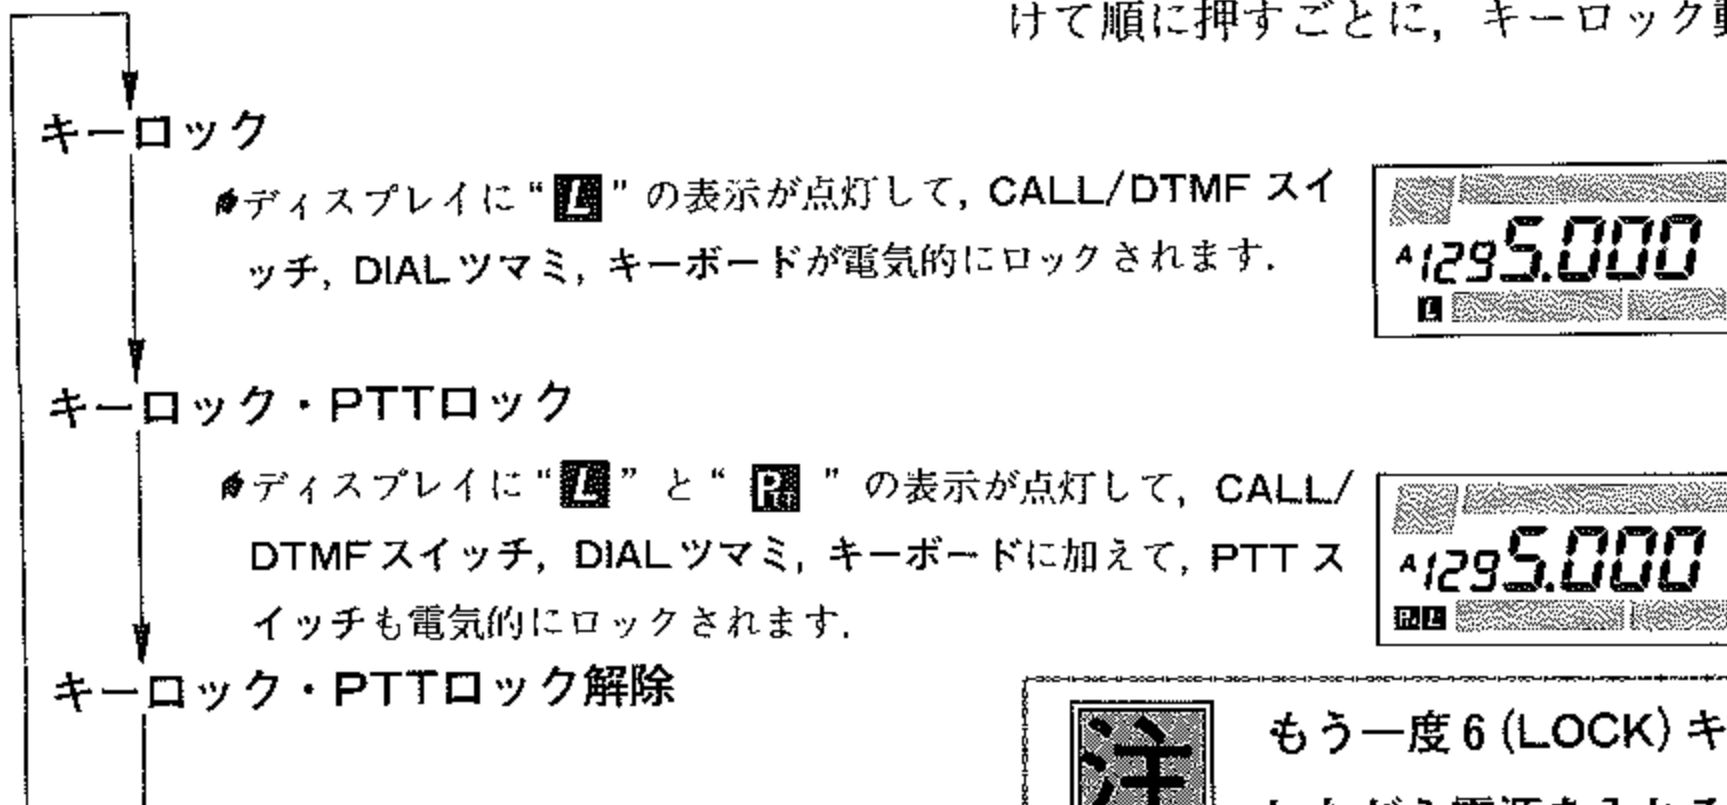 けて順に押すごとに, キーロック
キーロック
ディスプレイに“L”の表示が点灯して, CALL/DTMF スイ
ッチ, DIALツマミ, キーボードが電気的にロックされます.
A1295.000
L
キーロック・PTTロック
ディスプレイに“L”と“PTT”の表示が点灯して, CALL/
DTMFスイッチ, DIALツマミ, キーボードに加えて, PTT ス
イッチも電気的にロックされます.
A1295.000
PTT L
キーロック・PTTロック解除
注
もう一度6(LOCK)キ